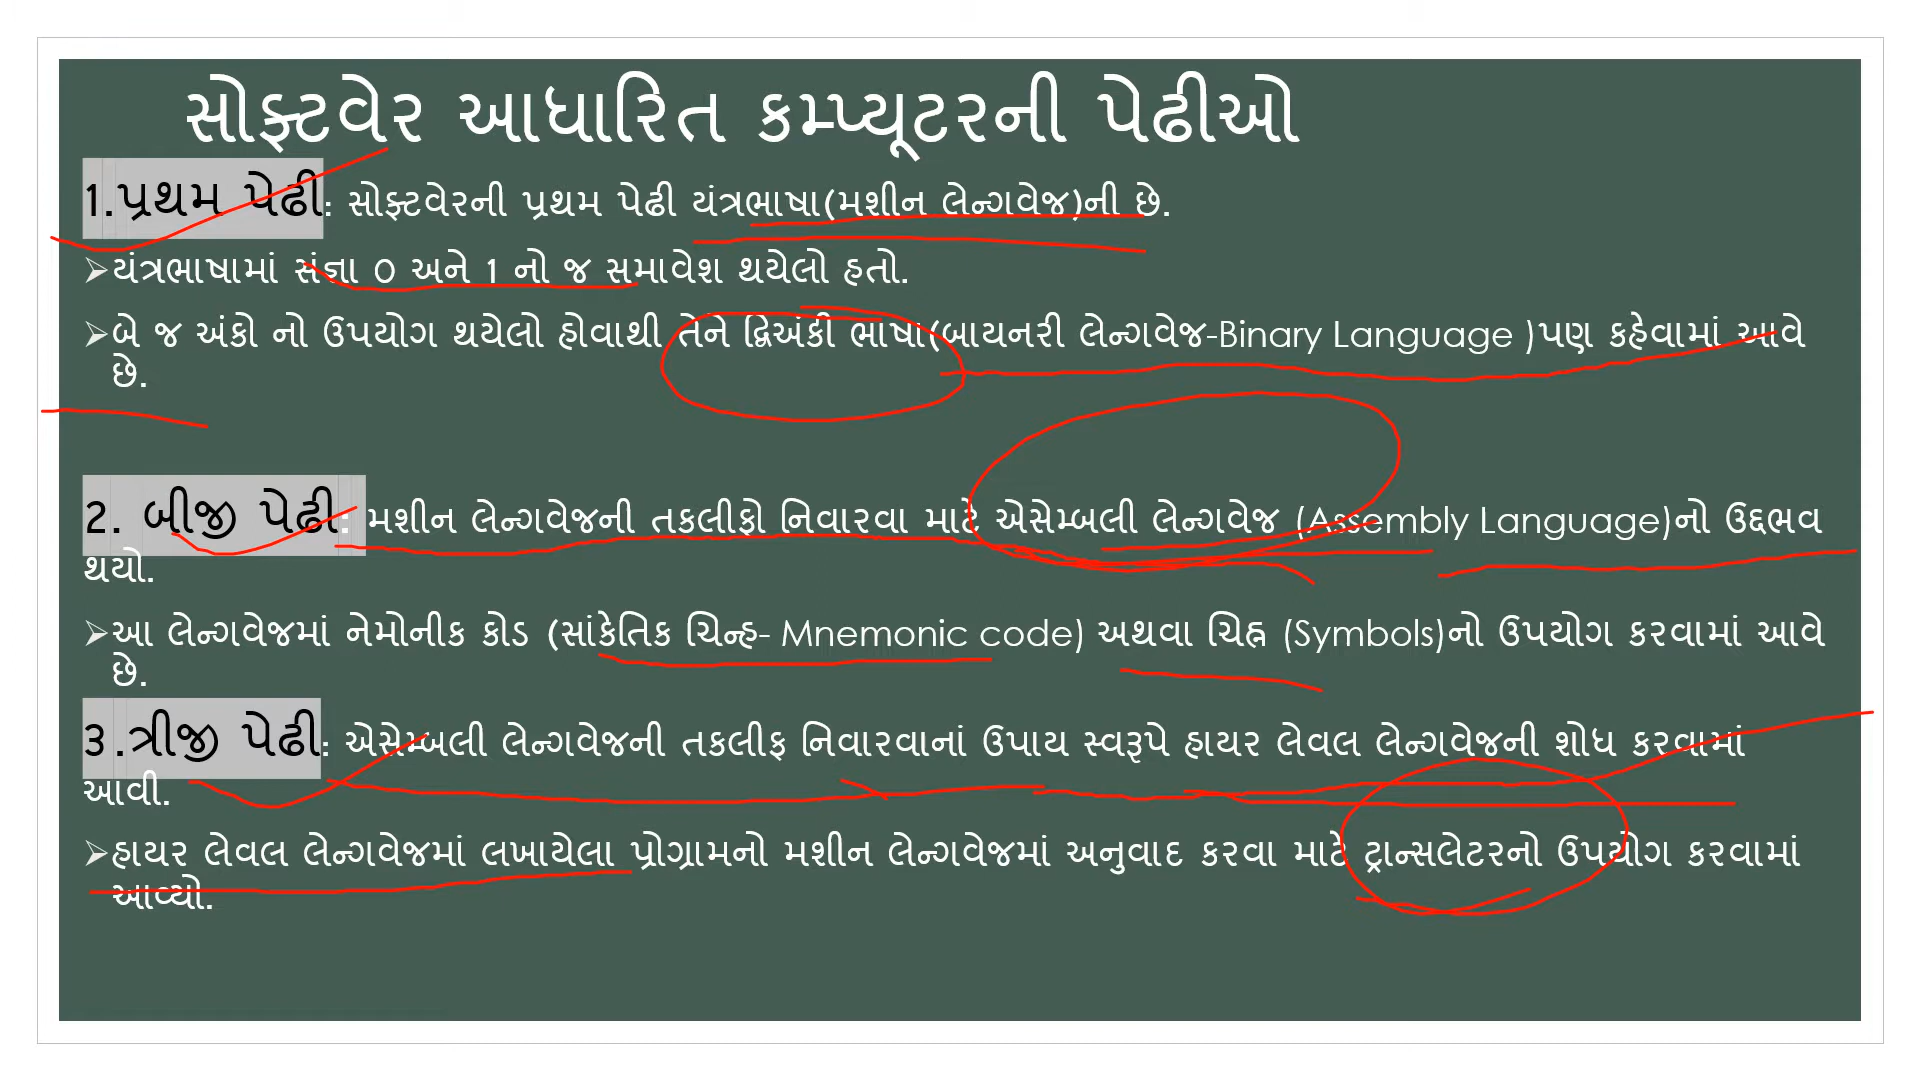 સોફ્ટવેર આધારિત કમ્પ્યૂટરની પેઢીઓ
1.પ્રથમ પેઢી: સોફ્ટવેરની પ્રથમ પેઢી યંત્રભાષા(મશીન લેન્ગવેજ)ની છે.
➢યંત્રભાષામાં સંજ્ઞા 0 અને 1 નો જ સમાવેશ થયેલો હતો.
➢બે જ અંકો નો ઉપયોગ થયેલો હોવાથી તેને દ્વિઅંકી ભાષા(બાયનરી લેન્ગવેજ-Binary Language )પણ કહેવામાં આવે
છે.
2. બીજી પેઢી: મશીન લેન્ગવેજની તકલીફો નિવારવા માટે એસેમ્બલી લેન્ગવેજ (Assembly Language)નો ઉદ્દભવ
થયો.
➢આ લેન્ગવેજમાં નેમોનીક કોડ (સાંકેતિક ચિન્હ- Mnemonic code) અથવા ચિહ્ન (Symbols)નો ઉપયોગ કરવામાં આવે
છે.
3.ત્રીજી પેઢી: એસેમ્બલી લેન્ગવેજની તકલીફ નિવારવાનાં ઉપાય સ્વરૂપે હાયર લેવલ લેન્ગવેજની શોધ કરવામાં
આવી.
➢હાયર લેવલ લેન્ગવેજમાં લખાયેલા પ્રોગ્રામનો મશીન લેન્ગવેજમાં અનુવાદ કરવા માટે ટ્રાન્સલેટરનો ઉપયોગ કરવામાં
આવ્યો.